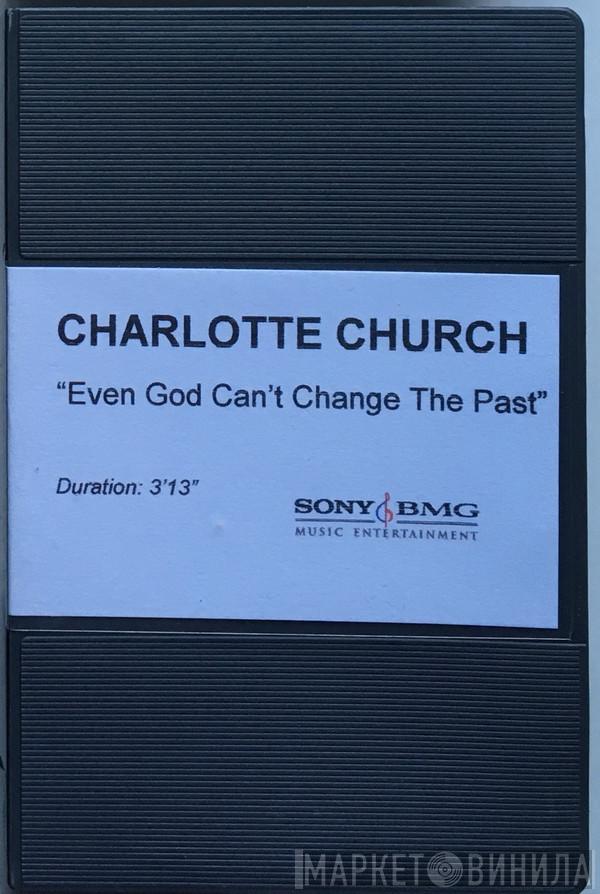 CHARLOTTE CHURCH
“Even God Can’t Change The Past”
Duration: 3’13”
SONY BMG
MUSIC ENTERTAINMENT
МАРКЕТ ВИНИЛА